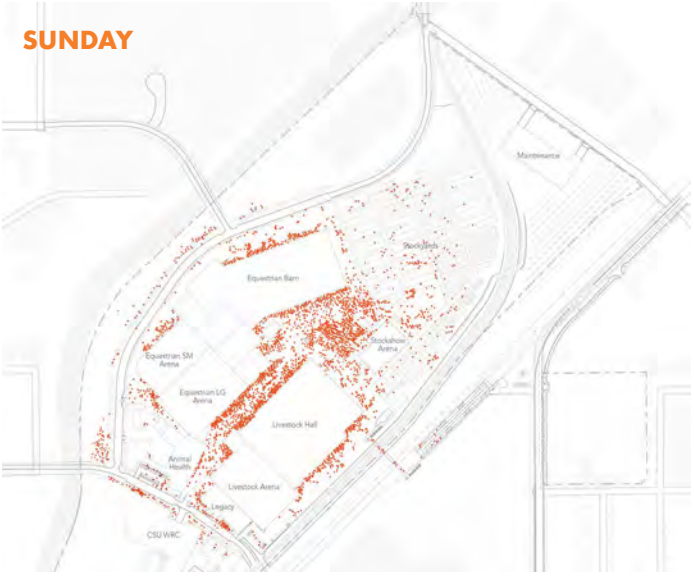 SUNDAY
Maintenance
Stockyards
Equestrian Barn
Stockshow
Arena
Equestrian SM
Arena
Equestrian LG
Arena
Livestock Hall
Animal
Health
Livestock Arena
Legacy
CSU WRC